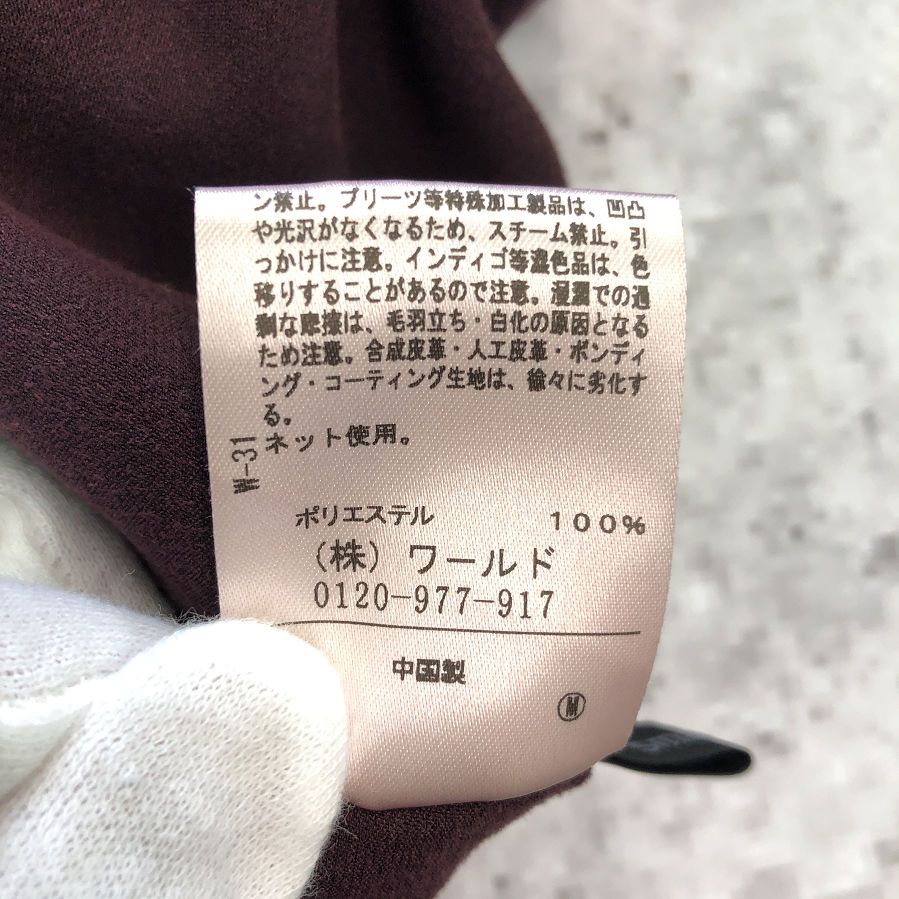 ン禁止。プリーツ等特殊加工製品は、凹凸
や光沢がなくなるため、スチーム禁止。引
っかけに注意。インディゴ等濃色品は、色
移りすることがあるので注意。湿潤での過
剰な摩擦は、毛羽立ち・白化の原因となる
ため注意。合成皮革・人工皮革・ボンディ
ング・コーティング生地は、徐々に劣化す
る。
ネット使用。
W-31
ポリエステル 100%
(株) ワールド
0120-977-917
中国製
M